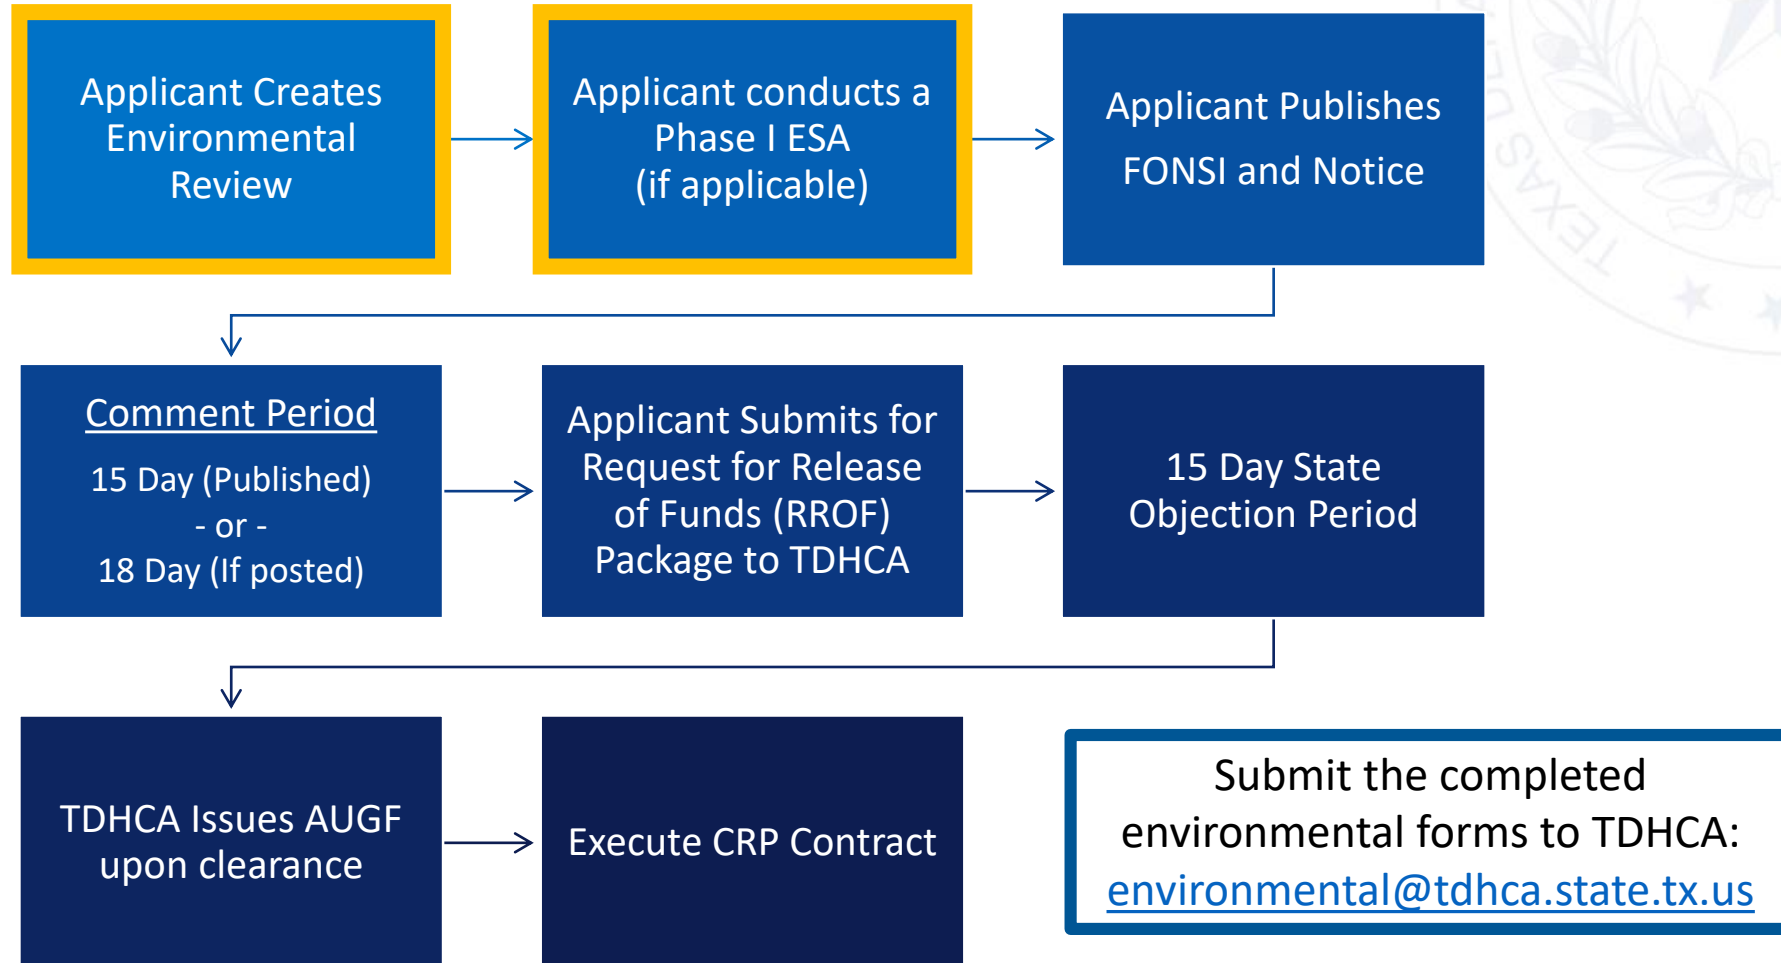 Applicant Creates
Environmental
Review
Applicant conducts a
Phase I ESA
(if applicable)
Applicant Publishes
FONSI and Notice
Comment Period
15 Day (Published)
- or -
18 Day (If posted)
Applicant Submits for
Request for Release
of Funds (RROF)
Package to TDHCA
15 Day State
Objection Period
TDHCA Issues AUGF
upon clearance
Execute CRP Contract
Submit the completed
environmental forms to TDHCA:
environmental@tdhca.state.tx.us
TEXAS